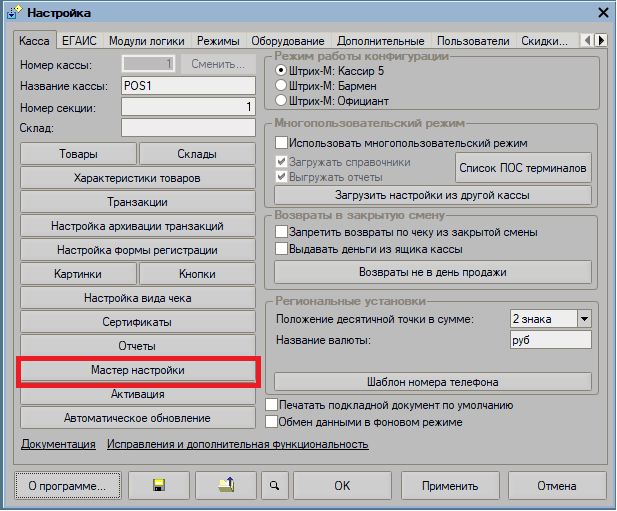 Настройка
Касса ЕГАИС Модули логики Режимы Оборудование Дополнительные Пользователи Скидки...
Номер кассы: 1 Сменить...
Название кассы: POS1
Номер секции: 1
Склад:
Товары Склады
Характеристики товаров
Транзакции
Настройка архивации транзакций
Настройка формы регистрации
Картинки Кнопки
Настройка вида чека
Сертификаты
Отчеты
Мастер настройки
Активация
Автоматическое обновление
Документация Исправления и дополнительная функциональность
Режим работы конфигурации
Штрих-М: Кассир 5
Штрих-М: Бармен
Штрих-М: Официант
Многопользовательский режим
Использовать многопользовательский режим
Загружать справочники
Выгружать отчеты
Список ПОС терминалов
Загрузить настройки из другой кассы
Возвраты в закрытую смену
Запретить возвраты по чеку из закрытой смены
Выдавать деньги из ящика кассы
Возвраты не в день продажи
Региональные установки
Положение десятичной точки в сумме: 2 знака
Название валюты: руб
Шаблон номера телефона
Печатать подкладной документ по умолчанию
Обмен данными в фоновом режиме
О программе... OK Применить Отмена